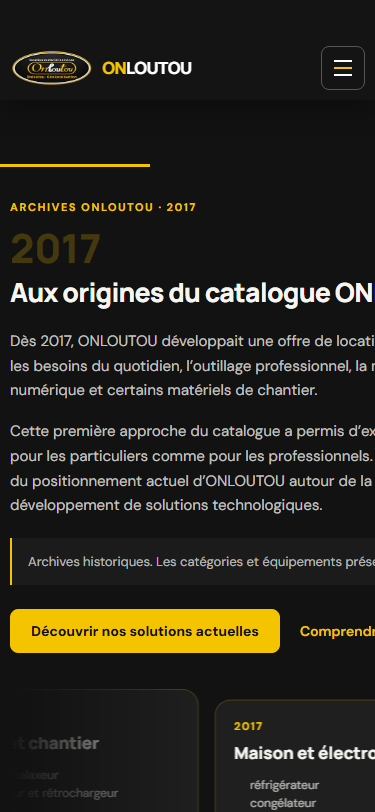 Onloutou
ONLOUTOU
ARCHIVES ONLOUTOU · 2017
2017
Aux origines du catalogue ON
Dès 2017, ONLOUTOU développait une offre de locati
les besoins du quotidien, l’outillage professionnel, la
numérique et certains matériels de chantier.
Cette première approche du catalogue a permis d’ex
pour les particuliers comme pour les professionnels.
du positionnement actuel d’ONLOUTOU autour de la
développement de solutions technologiques.
Archives historiques. Les catégories et équipements prése
Découvrir nos solutions actuelles
Comprendr
t chantier
alaxeur
ur et rétrochargeur
2017
Maison et électro
réfrigérateur
congélateur